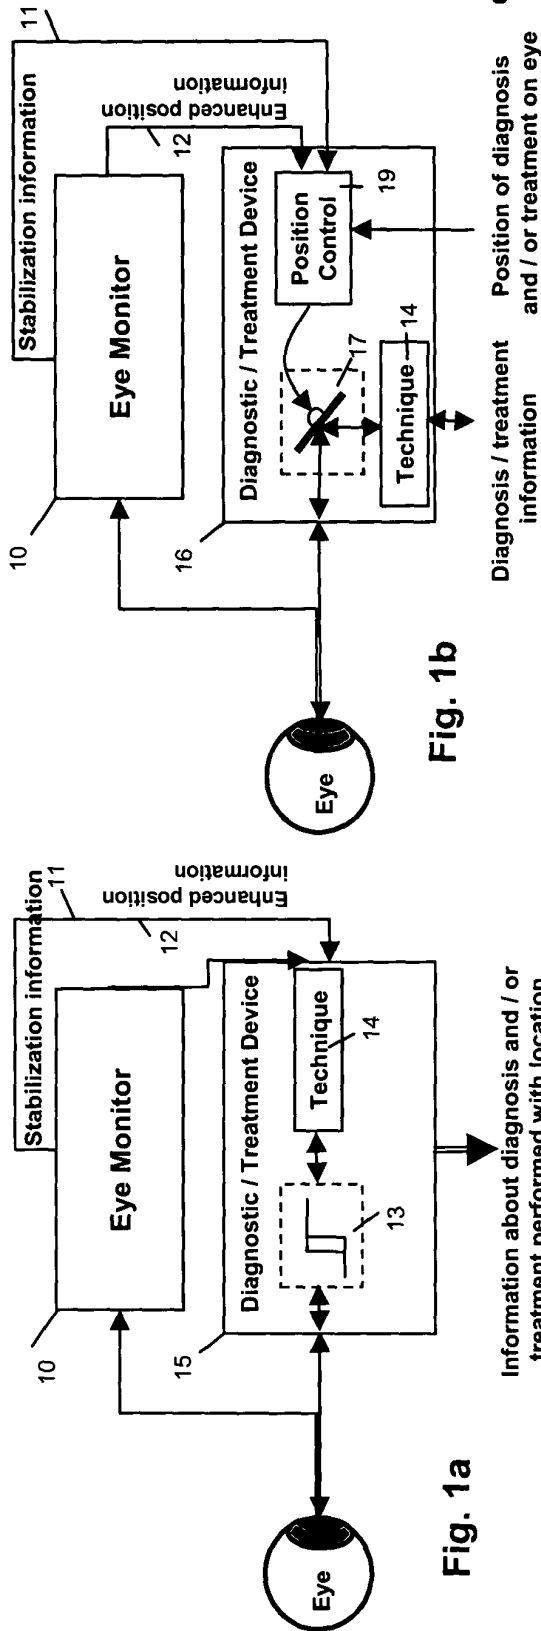 11
Stabilization information
12
Enhanced position
information
10
Eye Monitor
15
Diagnostic / Treatment Device
13
Technique
14
Eye
Information about diagnosis and / or
treatment performed with location
Fig. 1a
11
Stabilization information
12
Enhanced position
information
10
Eye Monitor
16
Diagnostic / Treatment Device
Position
Control
19
17
Technique
14
Eye
Diagnosis / treatment
information
Position of diagnosis
and / or treatment on eye
Fig. 1b